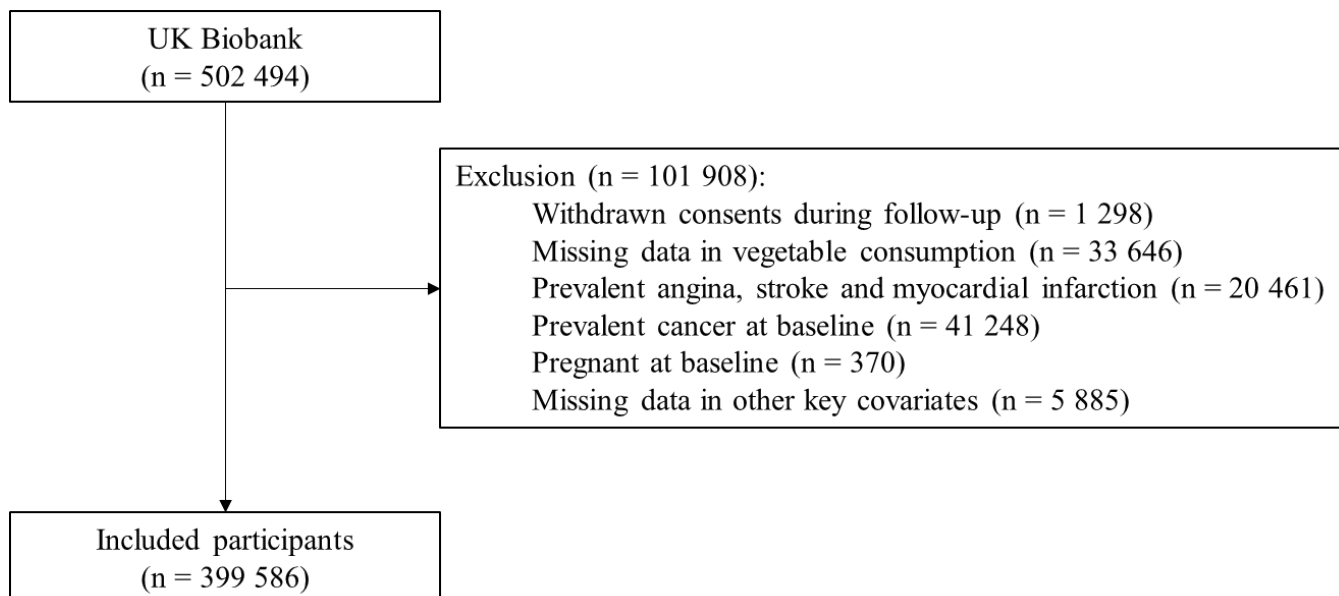 UK Biobank
(n = 502 494)
Exclusion (n = 101 908):
Withdrawn consents during follow-up (n = 1 298)
Missing data in vegetable consumption (n = 33 646)
Prevalent angina, stroke and myocardial infarction (n = 20 461)
Prevalent cancer at baseline (n = 41 248)
Pregnant at baseline (n = 370)
Missing data in other key covariates (n = 5 885)
Included participants
(n = 399 586)